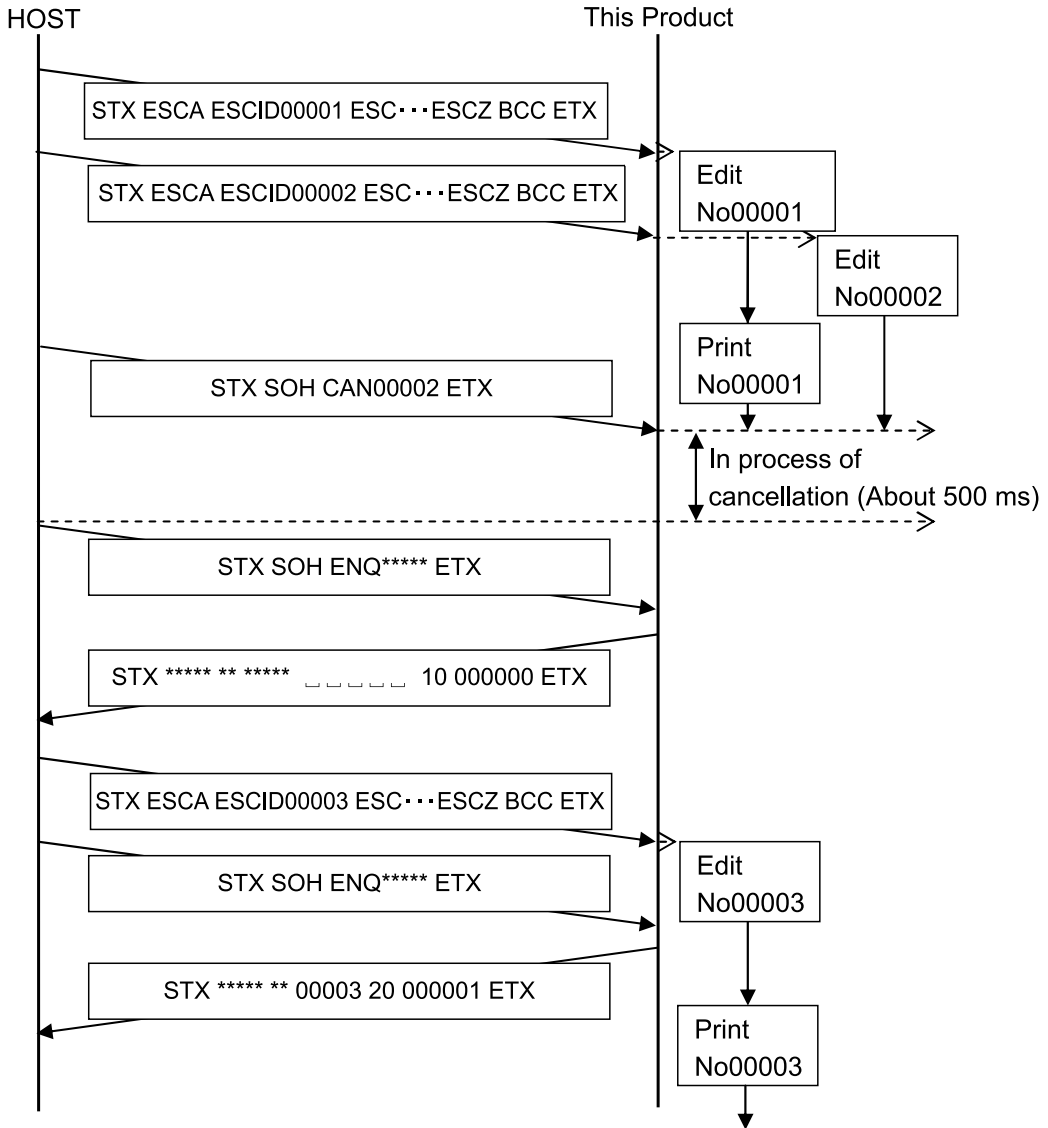 HOST
This Product
STX ESCA ESCID00001 ESC···ESCZ BCC ETX
Edit
No00001
STX ESCA ESCID00002 ESC···ESCZ BCC ETX
Edit
No00002
Print
No00001
STX SOH CAN00002 ETX
In process of
cancellation (About 500 ms)
STX SOH ENQ***** ETX
STX ***** ** ***** ␣␣␣␣␣ 10 000000 ETX
STX ESCA ESCID00003 ESC···ESCZ BCC ETX
Edit
No00003
STX SOH ENQ***** ETX
STX ***** ** 00003 20 000001 ETX
Print
No00003